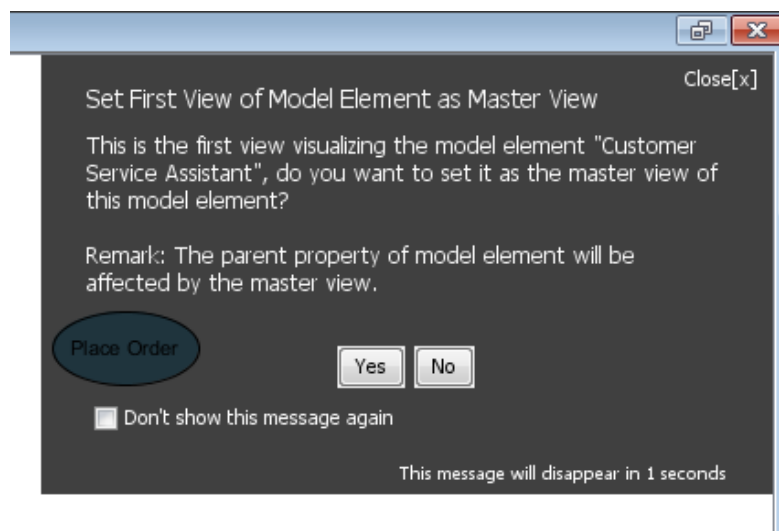 Close[x]
Set First View of Model Element as Master View
This is the first view visualizing the model element "Customer
Service Assistant", do you want to set it as the master view of
this model element?
Remark: The parent property of model element will be
affected by the master view.
Place Order
Yes No
Don't show this message again
This message will disappear in 1 seconds